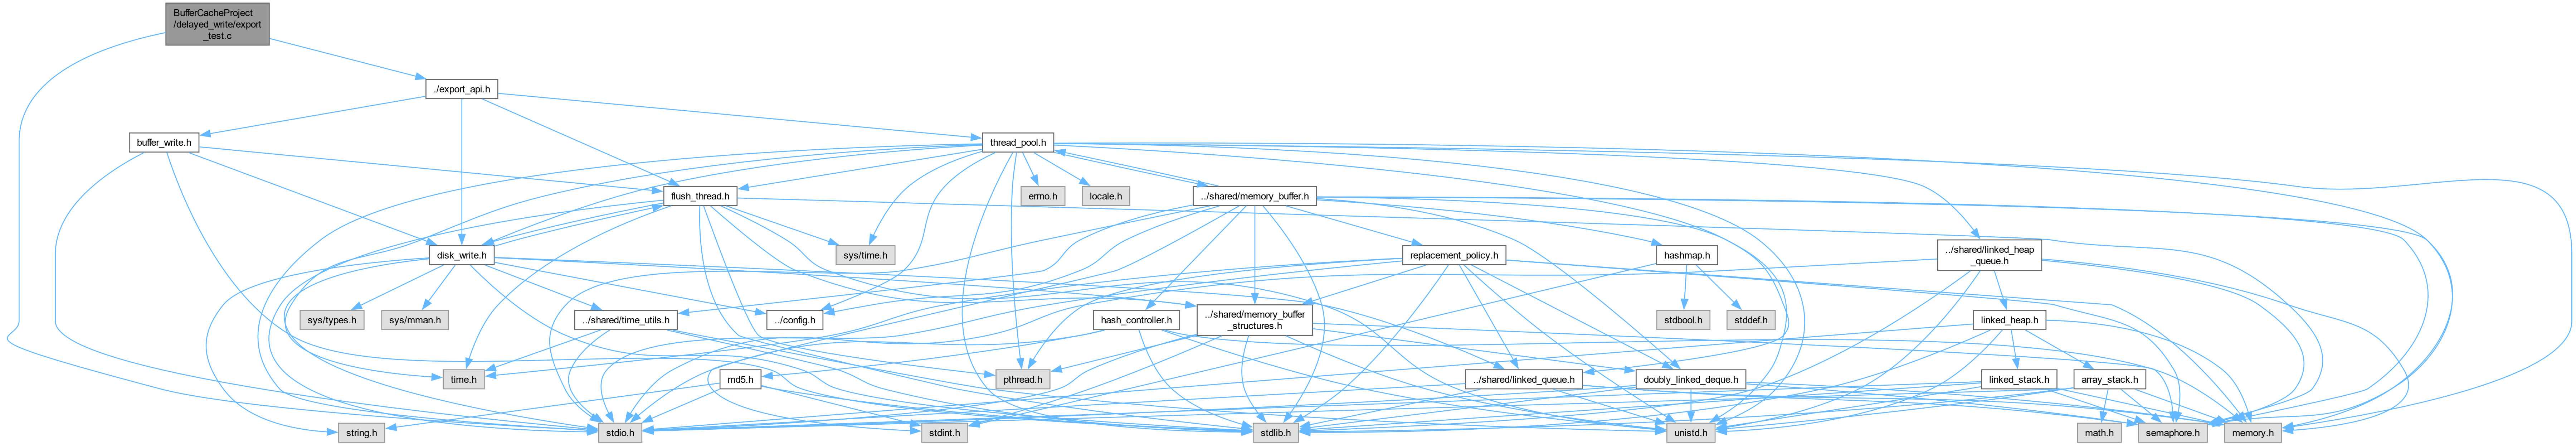 BufferCacheProject
/delayed_write/export
_test.c
./export_api.h
buffer_write.h
thread_pool.h
flush_thread.h
errno.h
locale.h
../shared/memory_buffer.h
disk_write.h
sys/time.h
replacement_policy.h
hashmap.h
../shared/linked_heap
_queue.h
sys/types.h
sys/mman.h
../shared/time_utils.h
../config.h
hash_controller.h
../shared/memory_buffer
_structures.h
stdbool.h
stddef.h
linked_heap.h
time.h
md5.h
pthread.h
../shared/linked_queue.h
doubly_linked_deque.h
linked_stack.h
array_stack.h
string.h
stdio.h
stdint.h
stdlib.h
unistd.h
math.h
semaphore.h
memory.h